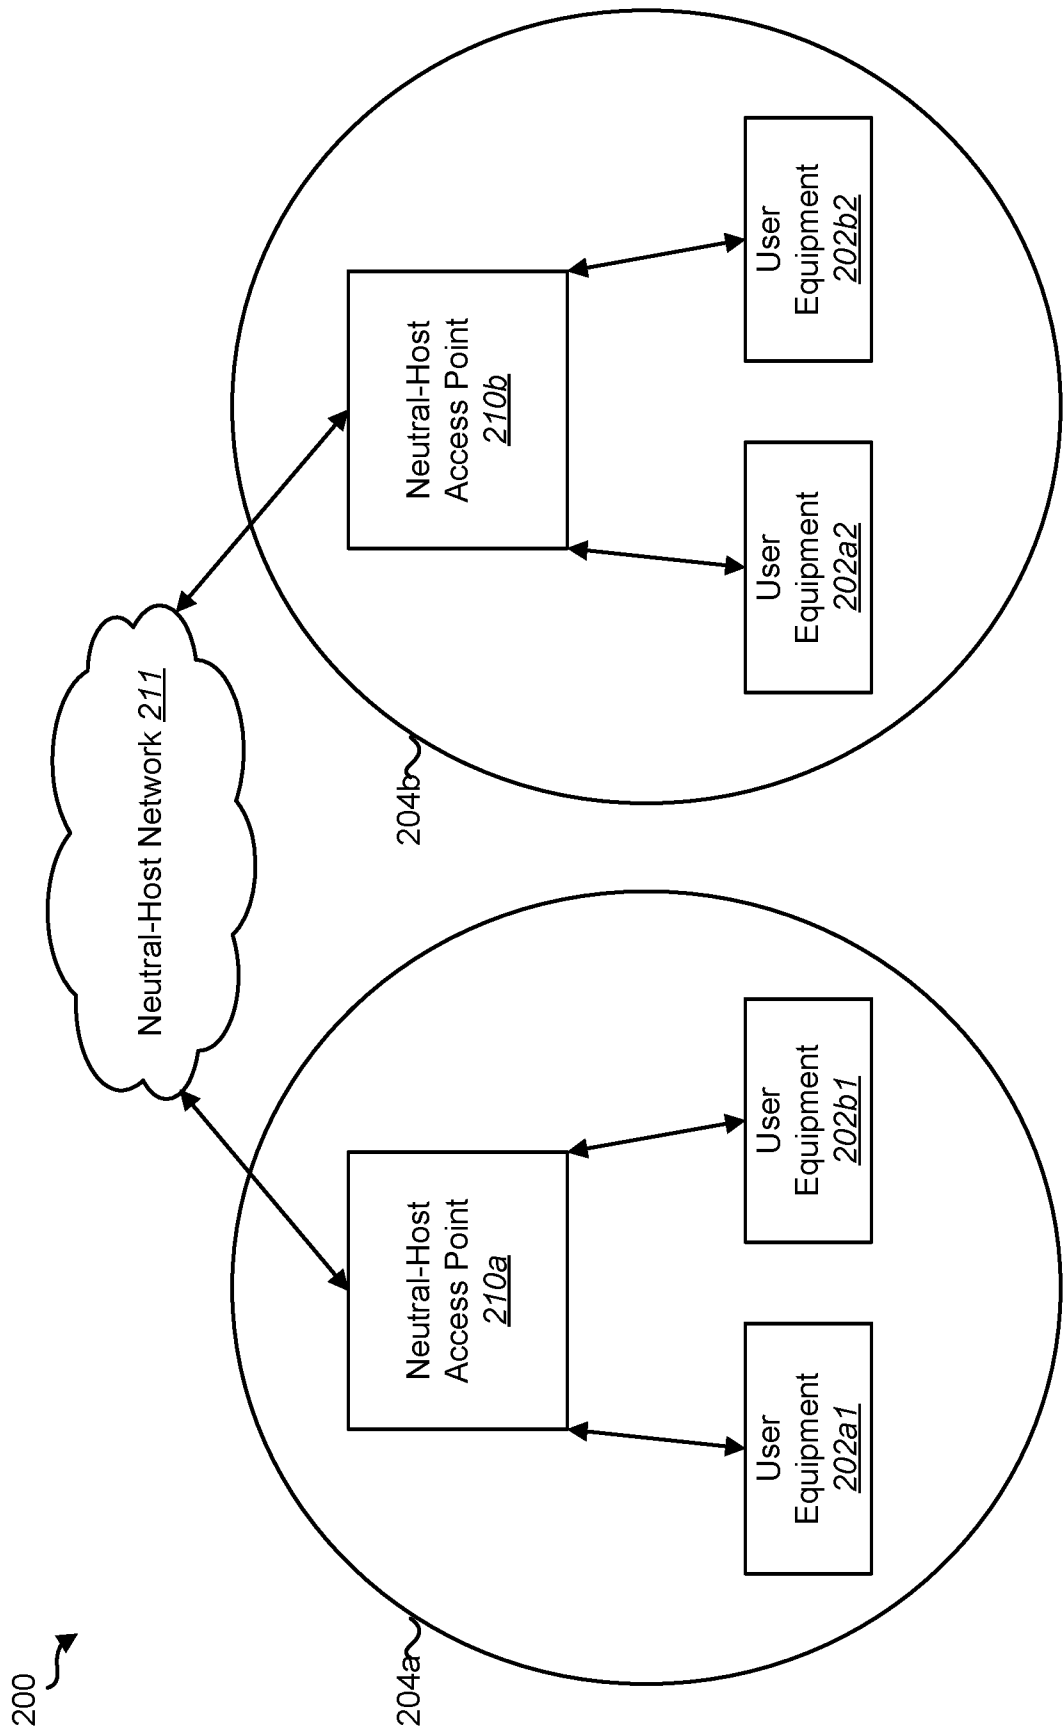 200
Neutral-Host Network 211
204a
Neutral-Host
Access Point
210a
User
Equipment
202a1
User
Equipment
202b1
204b
Neutral-Host
Access Point
210b
User
Equipment
202a2
User
Equipment
202b2